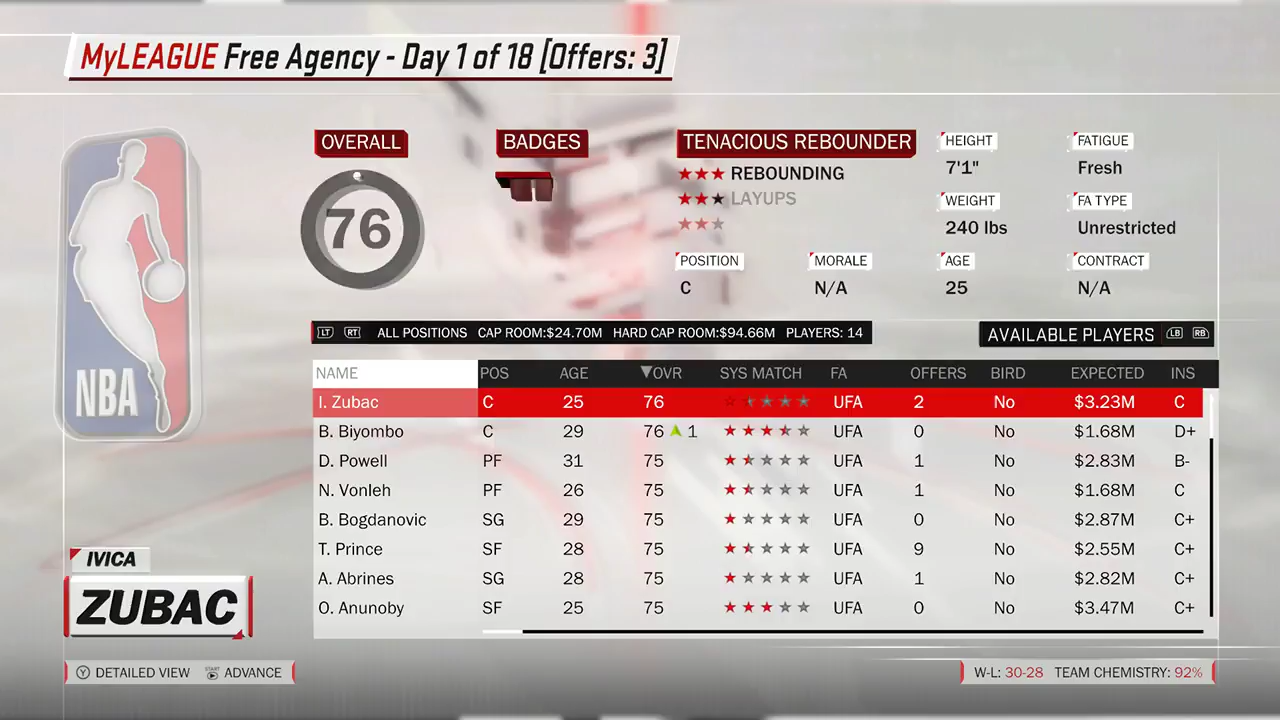 MyLEAGUE Free Agency - Day 1 of 18 [Offers: 3]
OVERALL
76
BADGES
TENACIOUS REBOUNDER
REBOUNDING
LAYUPS
HEIGHT
7'1"
FATIGUE
Fresh
WEIGHT
240 lbs
FA TYPE
Unrestricted
POSITION
C
MORALE
N/A
AGE
25
CONTRACT
N/A
NBA
LT RT ALL POSITIONS CAP ROOM:$24.70M HARD CAP ROOM:$94.66M PLAYERS: 14
AVAILABLE PLAYERS LB RB
NAME POS AGE OVR SYS MATCH FA OFFERS BIRD EXPECTED INS
I. Zubac C 25 76 UFA 2 No $3.23M C
B. Biyombo C 29 76 1 UFA 0 No $1.68M D+
D. Powell PF 31 75 UFA 1 No $2.83M B-
N. Vonleh PF 26 75 UFA 1 No $1.68M C
B. Bogdanovic SG 29 75 UFA 0 No $2.87M C+
T. Prince SF 28 75 UFA 9 No $2.55M C+
A. Abrines SG 28 75 UFA 1 No $2.82M C+
O. Anunoby SF 25 75 UFA 0 No $3.47M C+
IVICA
ZUBAC
Y DETAILED VIEW START ADVANCE
W-L: 30-28 TEAM CHEMISTRY: 92%